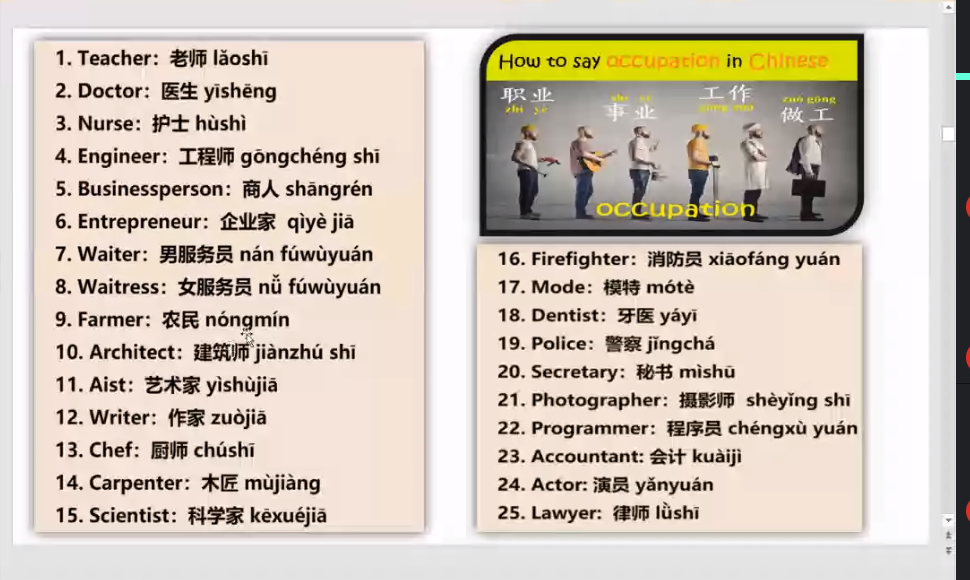 1. Teacher: 老师 lǎoshī
2. Doctor: 医生 yīshēng
3. Nurse: 护士 hùshì
4. Engineer: 工程师 gōngchéng shī
5. Businessperson: 商人 shāngrén
6. Entrepreneur: 企业家 qìyè jiā
7. Waiter: 男服务员 nán fúwùyuán
8. Waitress: 女服务员 nǚ fúwùyuán
9. Farmer: 农民 nóngmín
10. Architect: 建筑师 jiànzhú shī
11. Aist: 艺术家 yìshùjiā
12. Writer: 作家 zuòjiā
13. Chef: 厨师 chúshī
14. Carpenter: 木匠 mùjiàng
15. Scientist: 科学家 kēxuéjiā
How to say occupation in Chinese
职业 事业 工作 做工
zhí yè zuò gōng
occupation
16. Firefighter: 消防员 xiāofáng yuán
17. Mode: 模特 mótè
18. Dentist: 牙医 yáyī
19. Police: 警察 jǐngchá
20. Secretary: 秘书 mìshū
21. Photographer: 摄影师 shèyǐng shī
22. Programmer: 程序员 chéngxù yuán
23. Accountant: 会计 kuàijì
24. Actor: 演员 yǎnyuán
25. Lawyer: 律师 lǜshī